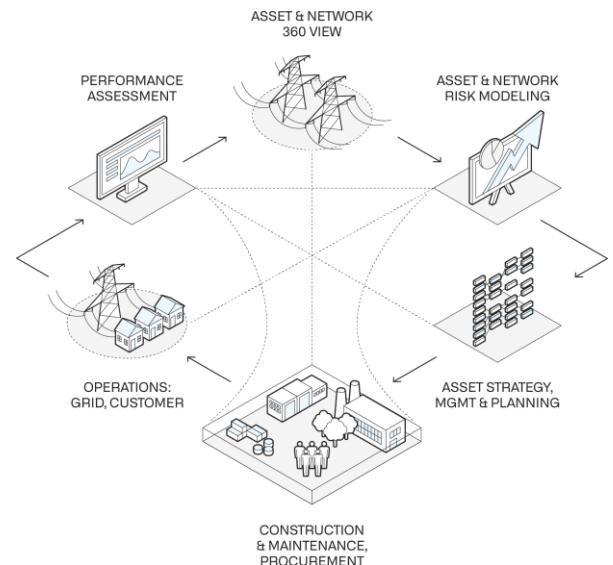 ASSET & NETWORK
360 VIEW
PERFORMANCE
ASSESSMENT
ASSET & NETWORK
RISK MODELING
OPERATIONS:
GRID, CUSTOMER
ASSET STRATEGY,
MGMT & PLANNING
CONSTRUCTION
& MAINTENANCE,
PROCUREMENT